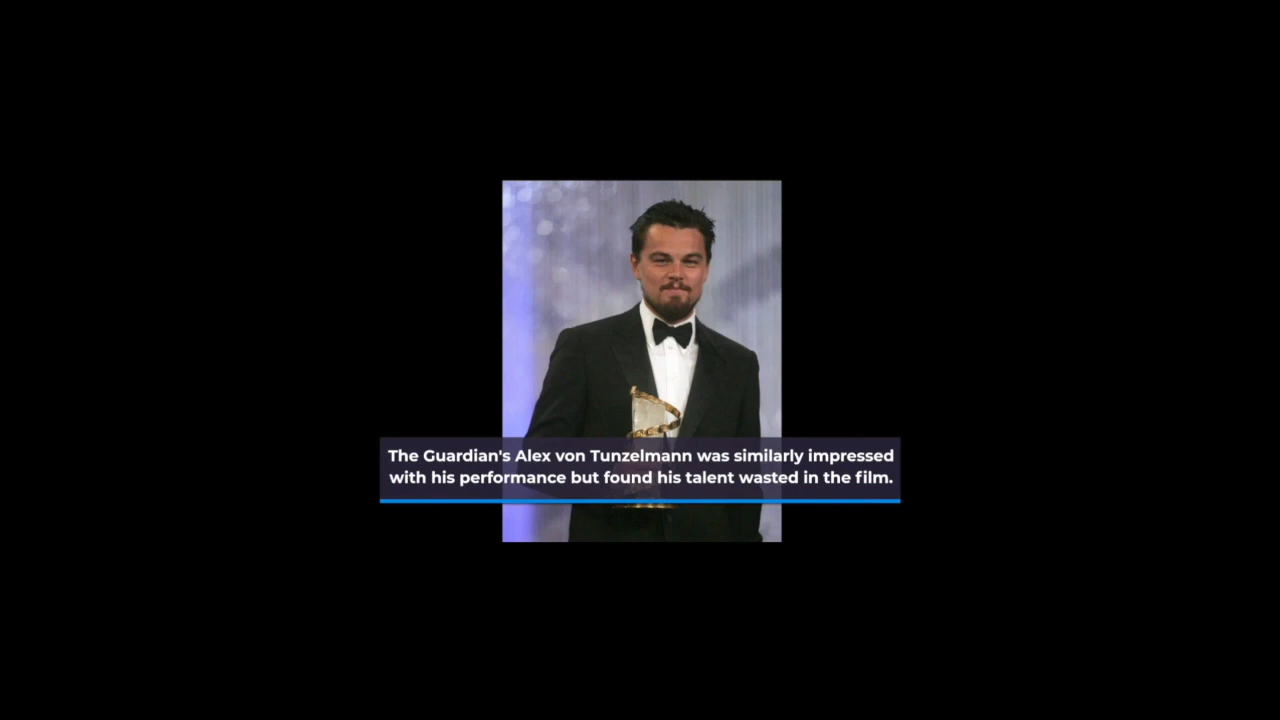 The Guardian's Alex von Tunzelmann was similarly impressed
with his performance but found his talent wasted in the film.